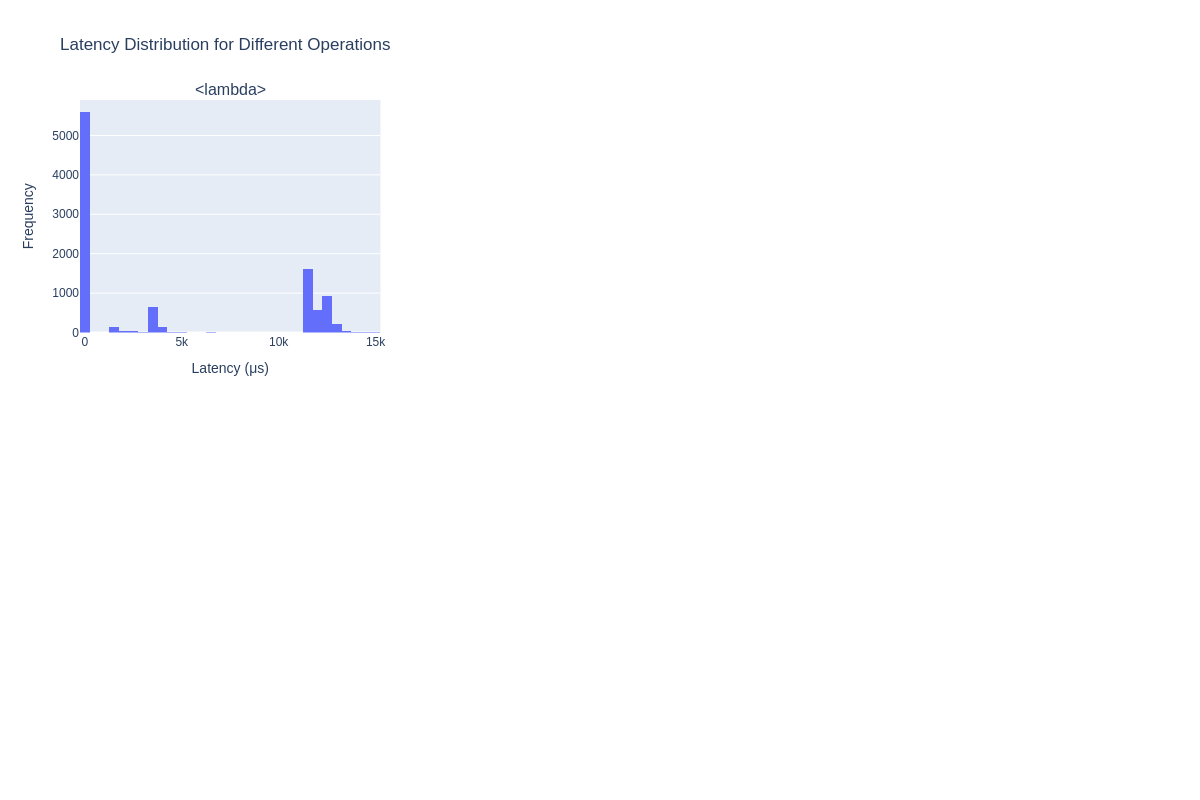 Latency Distribution for Different Operations
<lambda>
Frequency
5000
4000
3000
2000
1000
0
0 5k 10k 15k
Latency (μs)